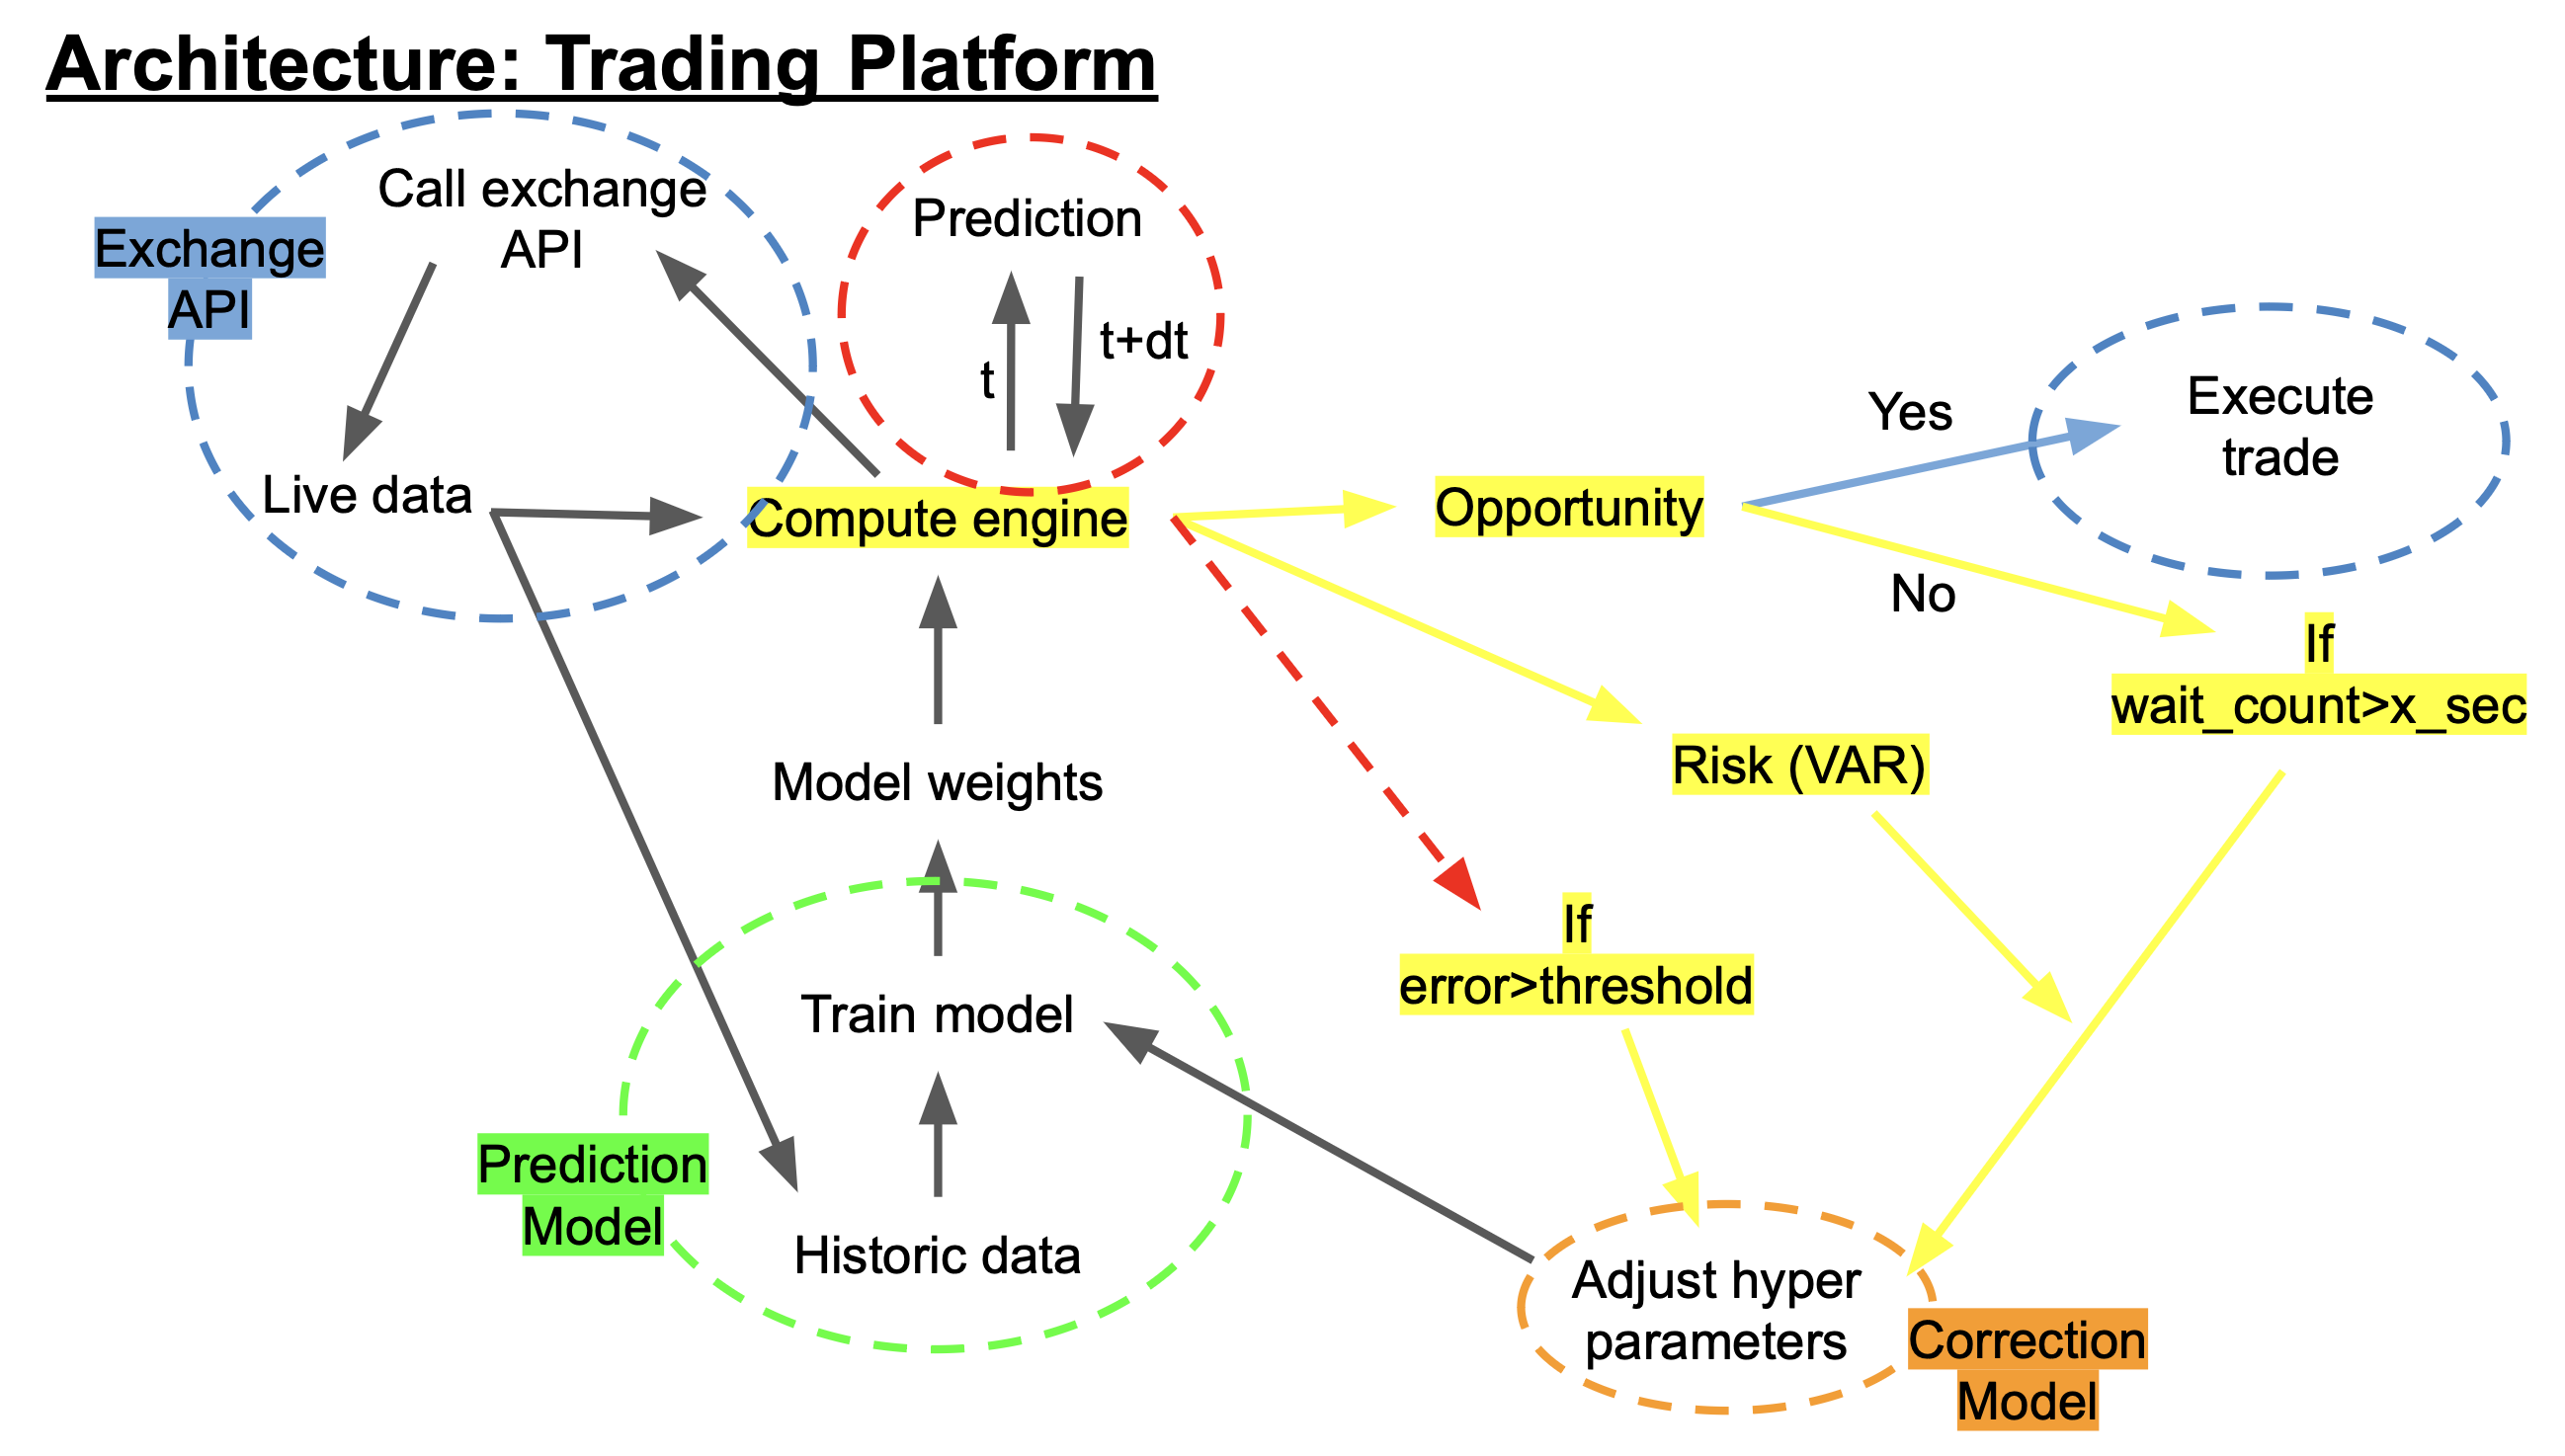 Architecture: Trading Platform
Call exchange
API
Exchange
API
Live data
Prediction
t
t+dt
Compute engine
Opportunity
Yes
No
Execute
trade
If
wait_count>x_sec
Risk (VAR)
If
error>threshold
Model weights
Train model
Historic data
Prediction
Model
Adjust hyper
parameters
Correction
Model